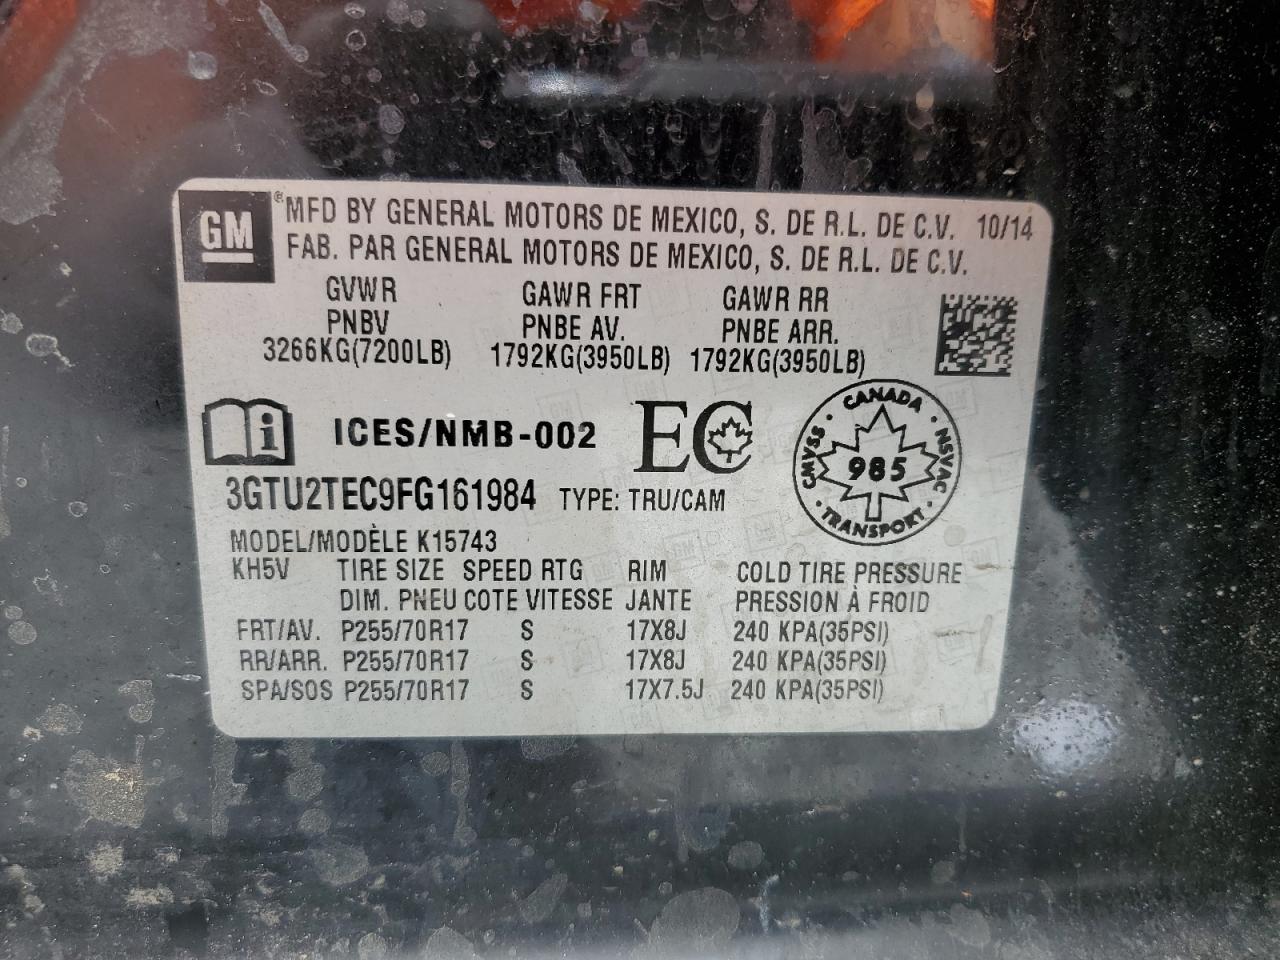 GM ® MFD BY GENERAL MOTORS DE MEXICO, S. DE R.L. DE C.V. 10/14
FAB. PAR GENERAL MOTORS DE MEXICO, S. DE R.L. DE C.V.
GVWR GAWR FRT GAWR RR
PNBV PNBE AV. PNBE ARR.
3266KG(7200LB) 1792KG(3950LB) 1792KG(3950LB)
i ICES/NMB-002 EC
CANADA
CMVSS 985 NSVAC
TRANSPORT
3GTU2TEC9FG161984 TYPE: TRU/CAM
MODEL/MODÈLE K15743
KH5V TIRE SIZE SPEED RTG RIM COLD TIRE PRESSURE
DIM. PNEU COTE VITESSE JANTE PRESSION À FROID
FRT/AV. P255/70R17 S 17X8J 240 KPA(35PSI)
RR/ARR. P255/70R17 S 17X8J 240 KPA(35PSI)
SPA/SOS P255/70R17 S 17X7.5J 240 KPA(35PSI)